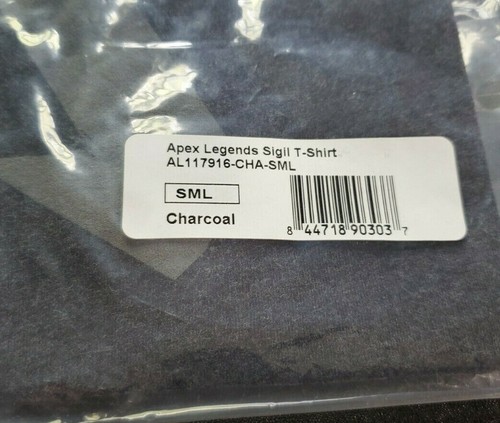 Apex Legends Sigil T-Shirt
AL117916-CHA-SML
SML
Charcoal
8 44718 90303 7